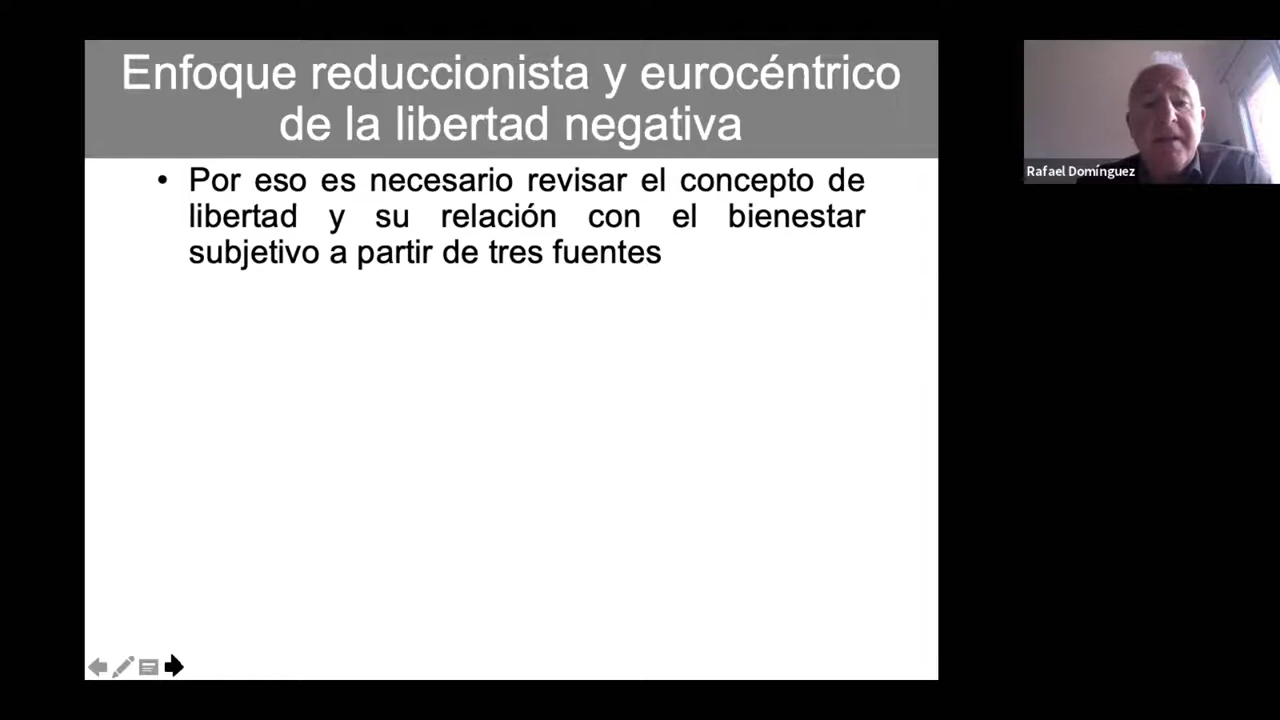 Enfoque reduccionista y eurocéntrico
de la libertad negativa
• Por eso es necesario revisar el concepto de
libertad y su relación con el bienestar
subjetivo a partir de tres fuentes
Rafael Domínguez